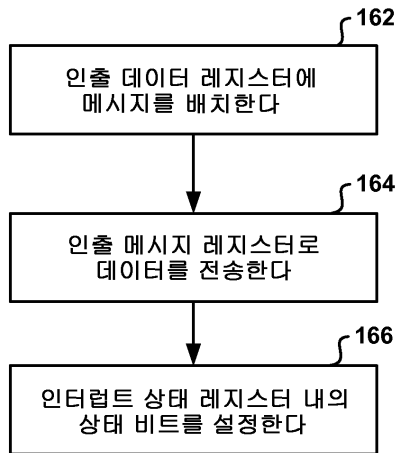 162
인출 데이터 레지스터에
메시지를 배치한다
164
인출 메시지 레지스터로
데이터를 전송한다
166
인터럽트 상태 레지스터 내의
상태 비트를 설정한다